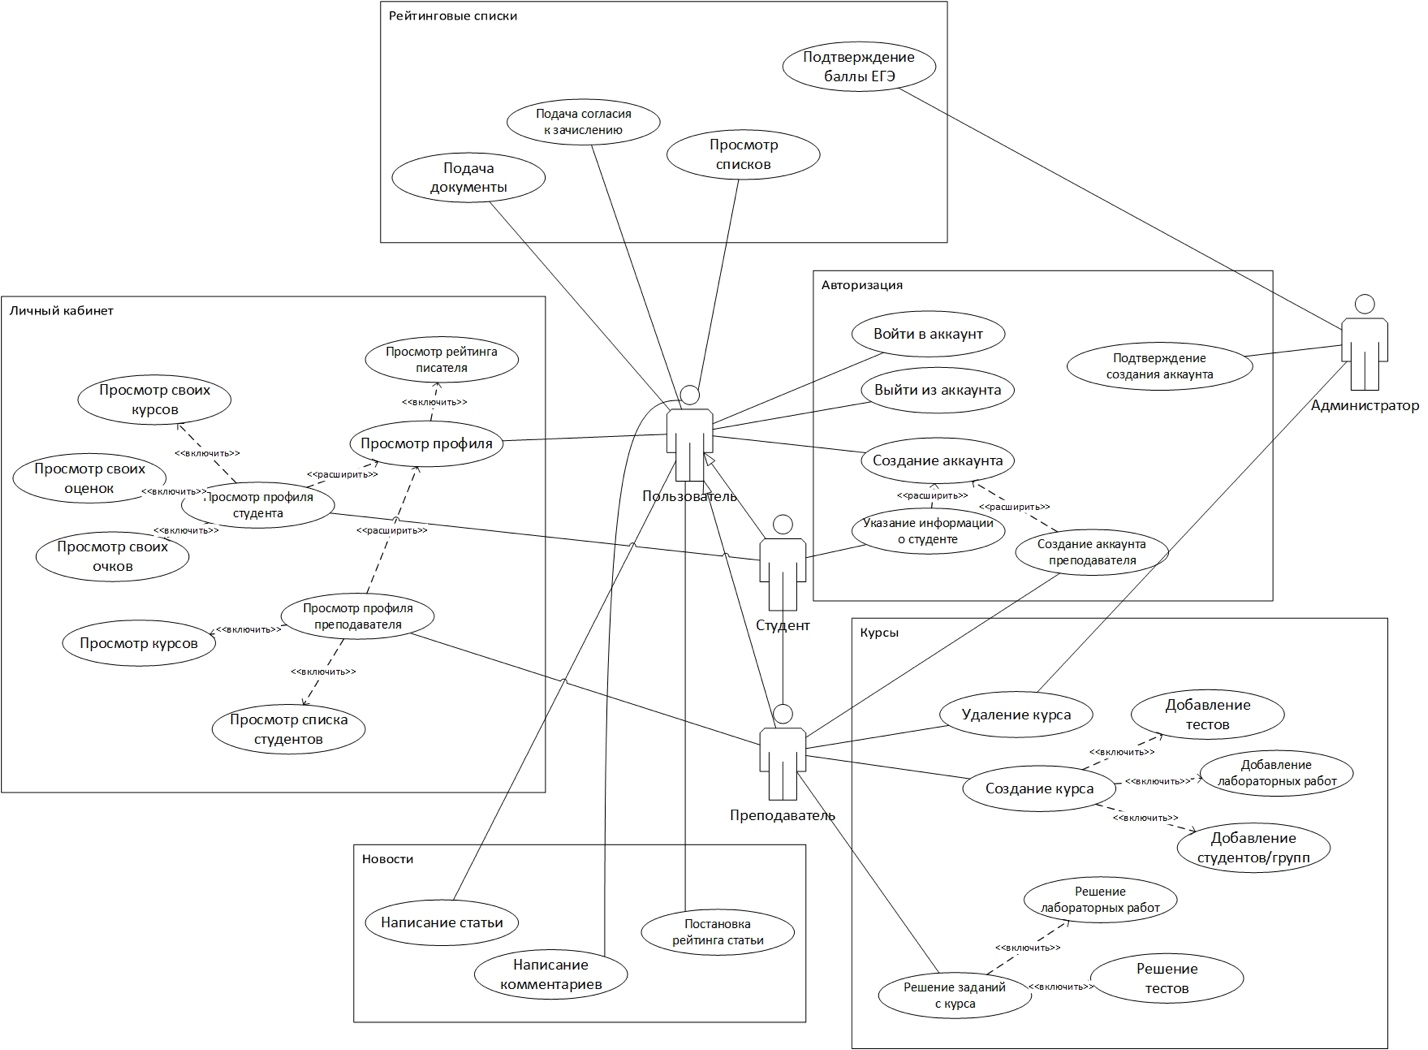 Рейтинговые списки
Подтверждение
баллы ЕГЭ
Подача согласия
к зачислению
Просмотр
списков
Подача
документы
Авторизация
Войти в аккаунт
Выйти из аккаунта
Подтверждение
создания аккаунта
Администратор
Создание аккаунта
<<расширить>>
<<расширить>>
Указание информации
о студенте
Создание аккаунта
преподавателя
Личный кабинет
Просмотр рейтинга
писателя
<<включить>>
Просмотр своих
курсов
Просмотр профиля
<<включить>>
<<расширить>>
Просмотр своих
оценок
<<включить>>
Просмотр профиля
студента
<<включить>>
<<расширить>>
Просмотр своих
очков
Просмотр профиля
преподавателя
<<включить>>
Просмотр курсов
<<включить>>
Просмотр списка
студентов
Пользователь
Студент
Преподаватель
Курсы
Удаление курса
Добавление
тестов
<<включить>>
Создание курса
<<включить>>
Добавление
лабораторных работ
<<включить>>
Добавление
студентов/групп
Решение
лабораторных работ
<<включить>>
Решение заданий
с курса
<<включить>>
Решение
тестов
Новости
Написание статьи
Написание
комментариев
Постановка
рейтинга статьи